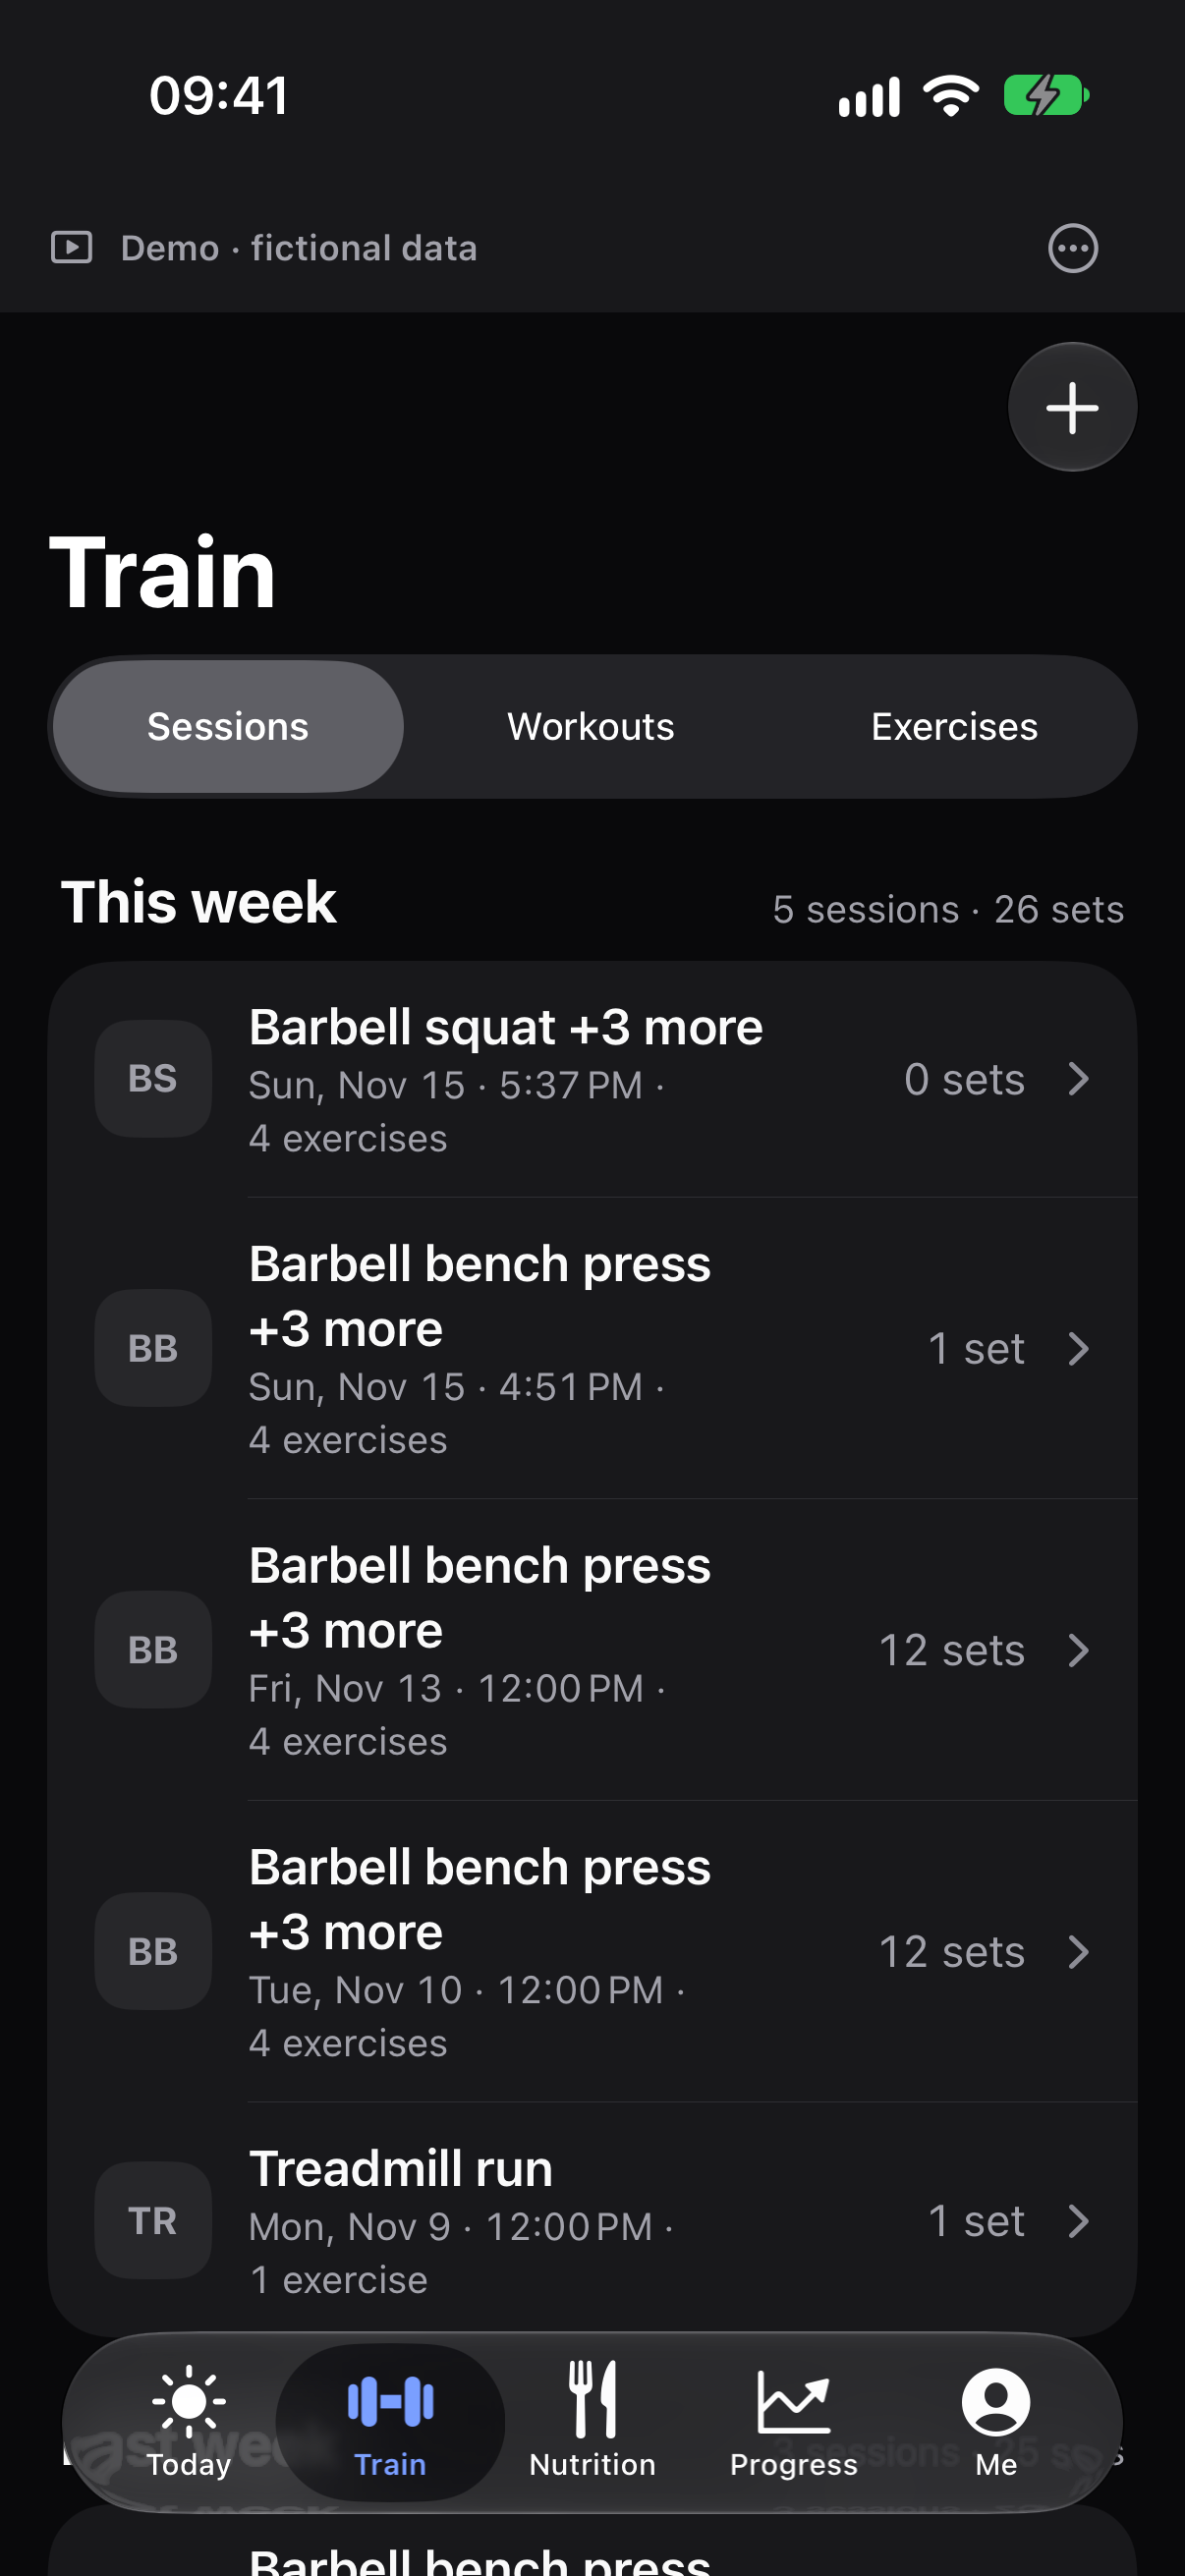 09:41
Demo · fictional data
Train
Sessions
Workouts
Exercises
This week
5 sessions · 26 sets
BS
Barbell squat +3 more
Sun, Nov 15 · 5:37 PM ·
4 exercises
0 sets
BB
Barbell bench press
+3 more
Sun, Nov 15 · 4:51 PM ·
4 exercises
1 set
BB
Barbell bench press
+3 more
Fri, Nov 13 · 12:00 PM ·
4 exercises
12 sets
BB
Barbell bench press
+3 more
Tue, Nov 10 · 12:00 PM ·
4 exercises
12 sets
TR
Treadmill run
Mon, Nov 9 · 12:00 PM ·
1 exercise
1 set
Today
Train
Nutrition
Progress
Me
Barbell bench press